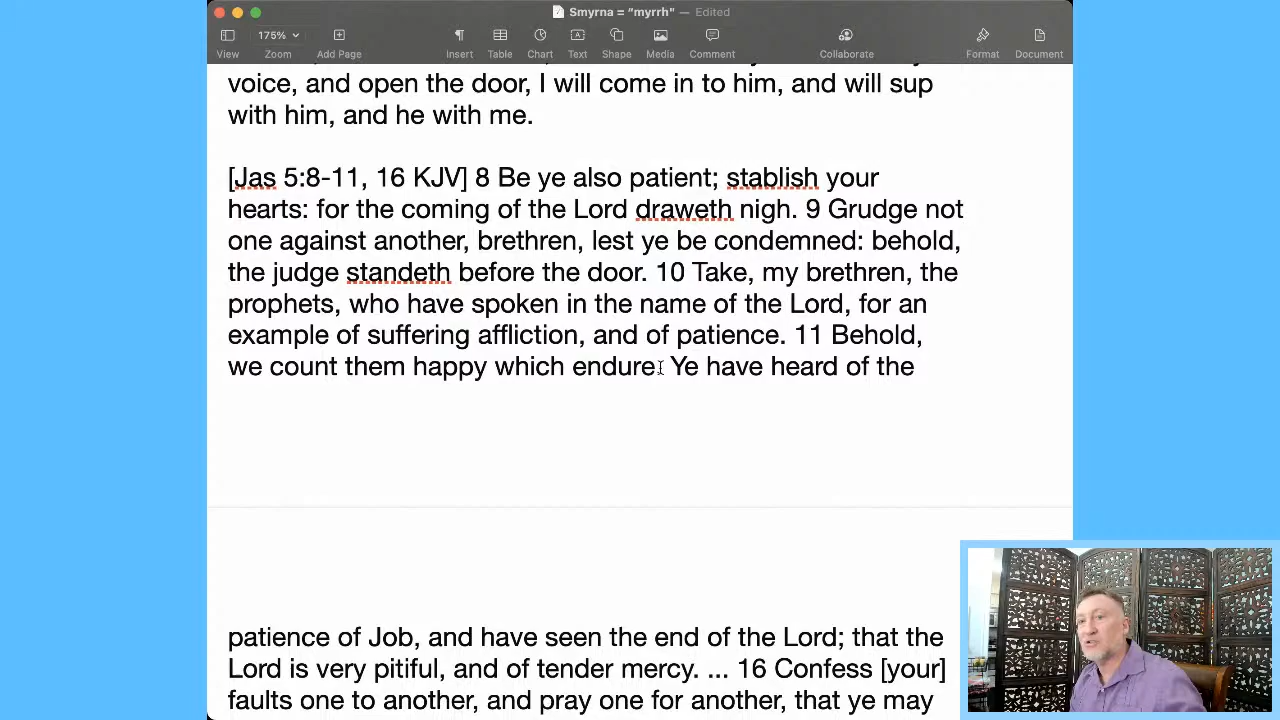 Smyrna = "myrrh" — Edited
175%
View Zoom Add Page Insert Table Chart Text Shape Media Comment Collaborate Format Document
voice, and open the door, I will come in to him, and will sup
with him, and he with me.
[Jas 5:8-11, 16 KJV] 8 Be ye also patient; stablish your
hearts: for the coming of the Lord draweth nigh. 9 Grudge not
one against another, brethren, lest ye be condemned: behold,
the judge standeth before the door. 10 Take, my brethren, the
prophets, who have spoken in the name of the Lord, for an
example of suffering affliction, and of patience. 11 Behold,
we count them happy which endure. Ye have heard of the
patience of Job, and have seen the end of the Lord; that the
Lord is very pitiful, and of tender mercy. ... 16 Confess [your]
faults one to another, and pray one for another, that ye may